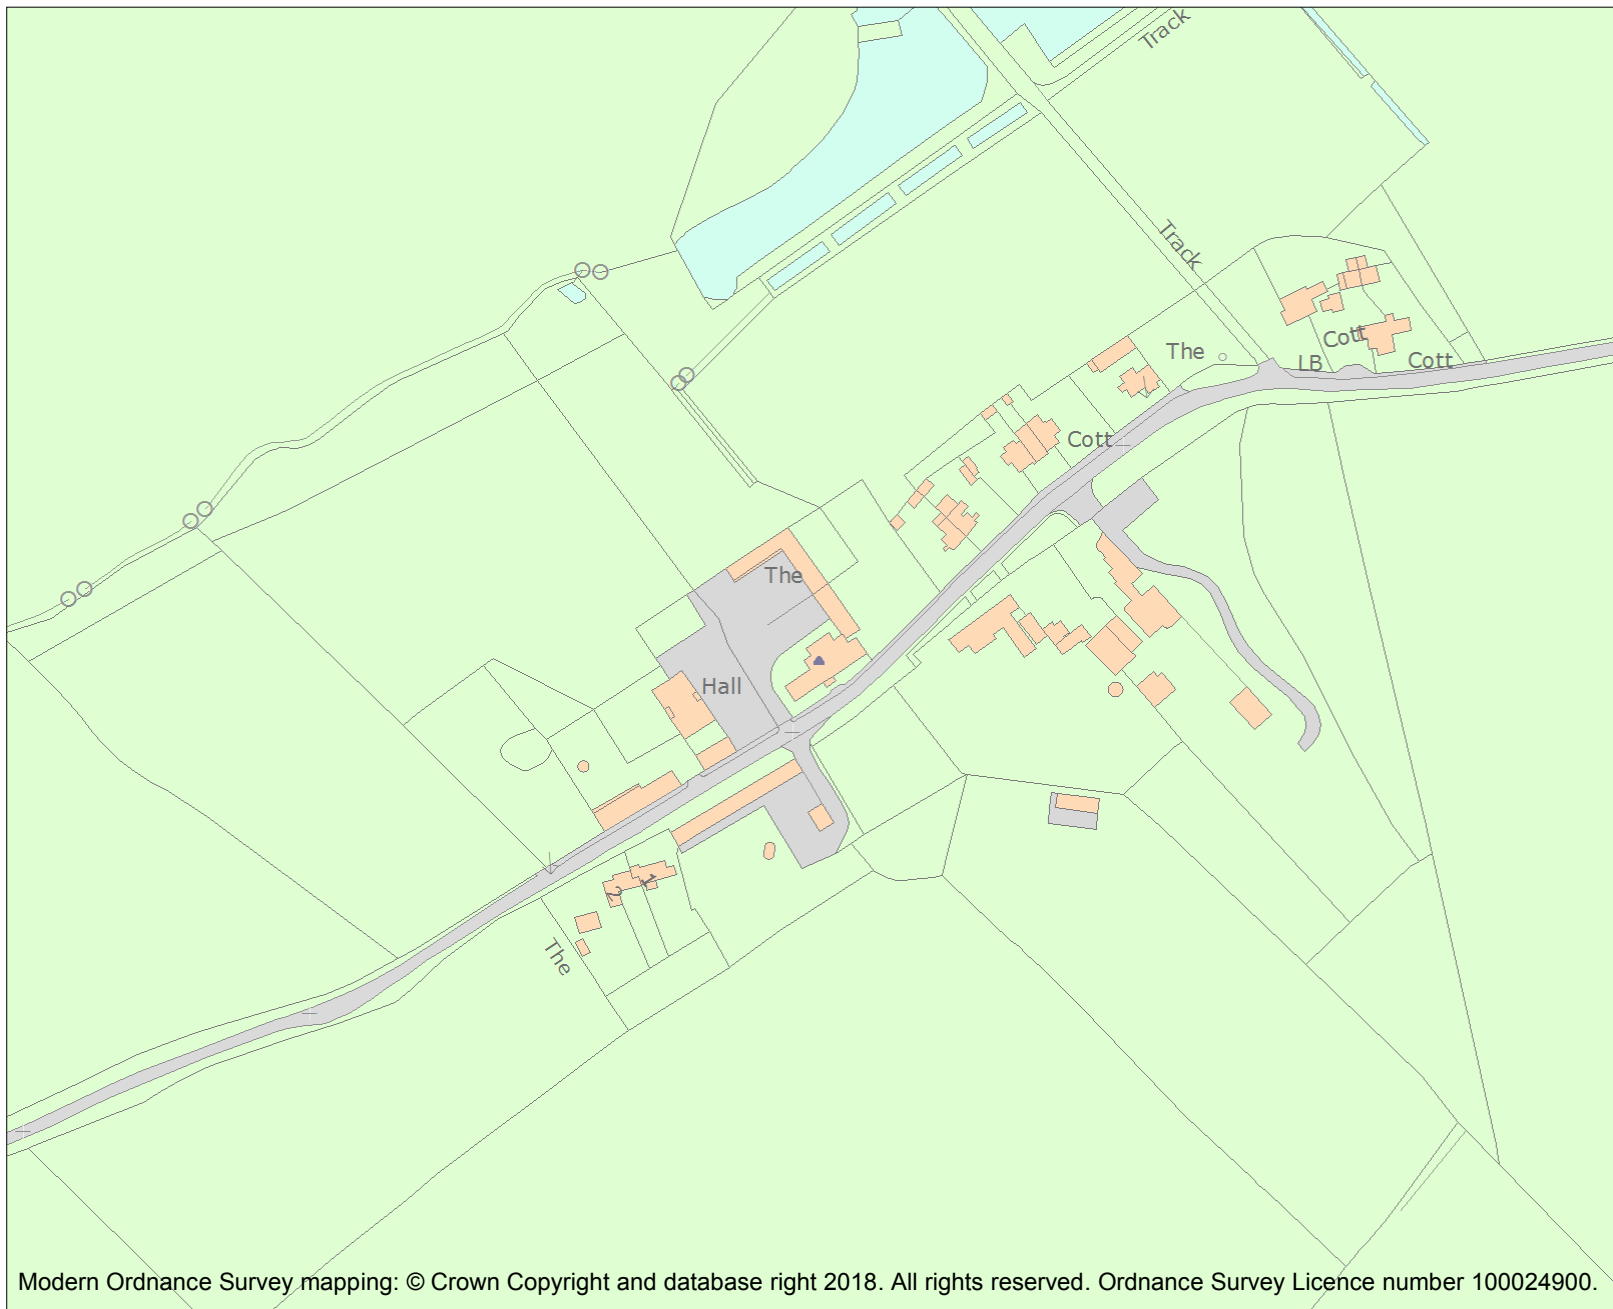 Track
Track
The
Cott
LB
Cott
Cott
The
Hall
1
2
The
Modern Ordnance Survey mapping: © Crown Copyright and database right 2018. All rights reserved. Ordnance Survey Licence number 100024900.